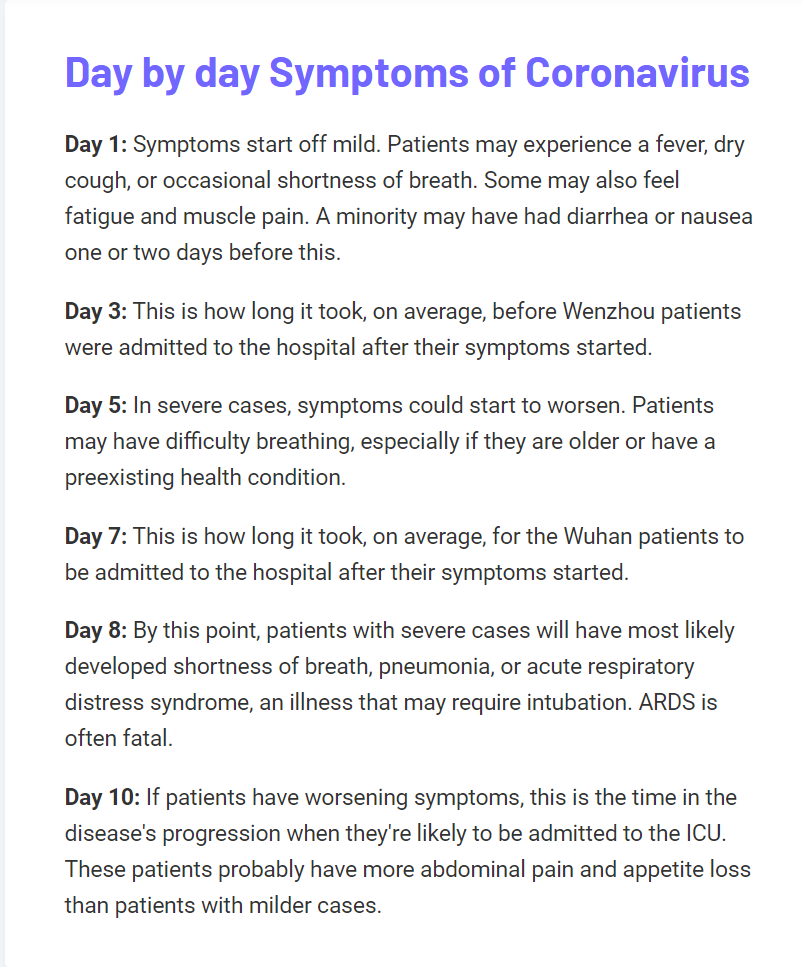 Day by day Symptoms of Coronavirus
Day 1: Symptoms start off mild. Patients may experience a fever, dry
cough, or occasional shortness of breath. Some may also feel
fatigue and muscle pain. A minority may have had diarrhea or nausea
one or two days before this.
Day 3: This is how long it took, on average, before Wenzhou patients
were admitted to the hospital after their symptoms started.
Day 5: In severe cases, symptoms could start to worsen. Patients
may have difficulty breathing, especially if they are older or have a
preexisting health condition.
Day 7: This is how long it took, on average, for the Wuhan patients to
be admitted to the hospital after their symptoms started.
Day 8: By this point, patients with severe cases will have most likely
developed shortness of breath, pneumonia, or acute respiratory
distress syndrome, an illness that may require intubation. ARDS is
often fatal.
Day 10: If patients have worsening symptoms, this is the time in the
disease's progression when they're likely to be admitted to the ICU.
These patients probably have more abdominal pain and appetite loss
than patients with milder cases.